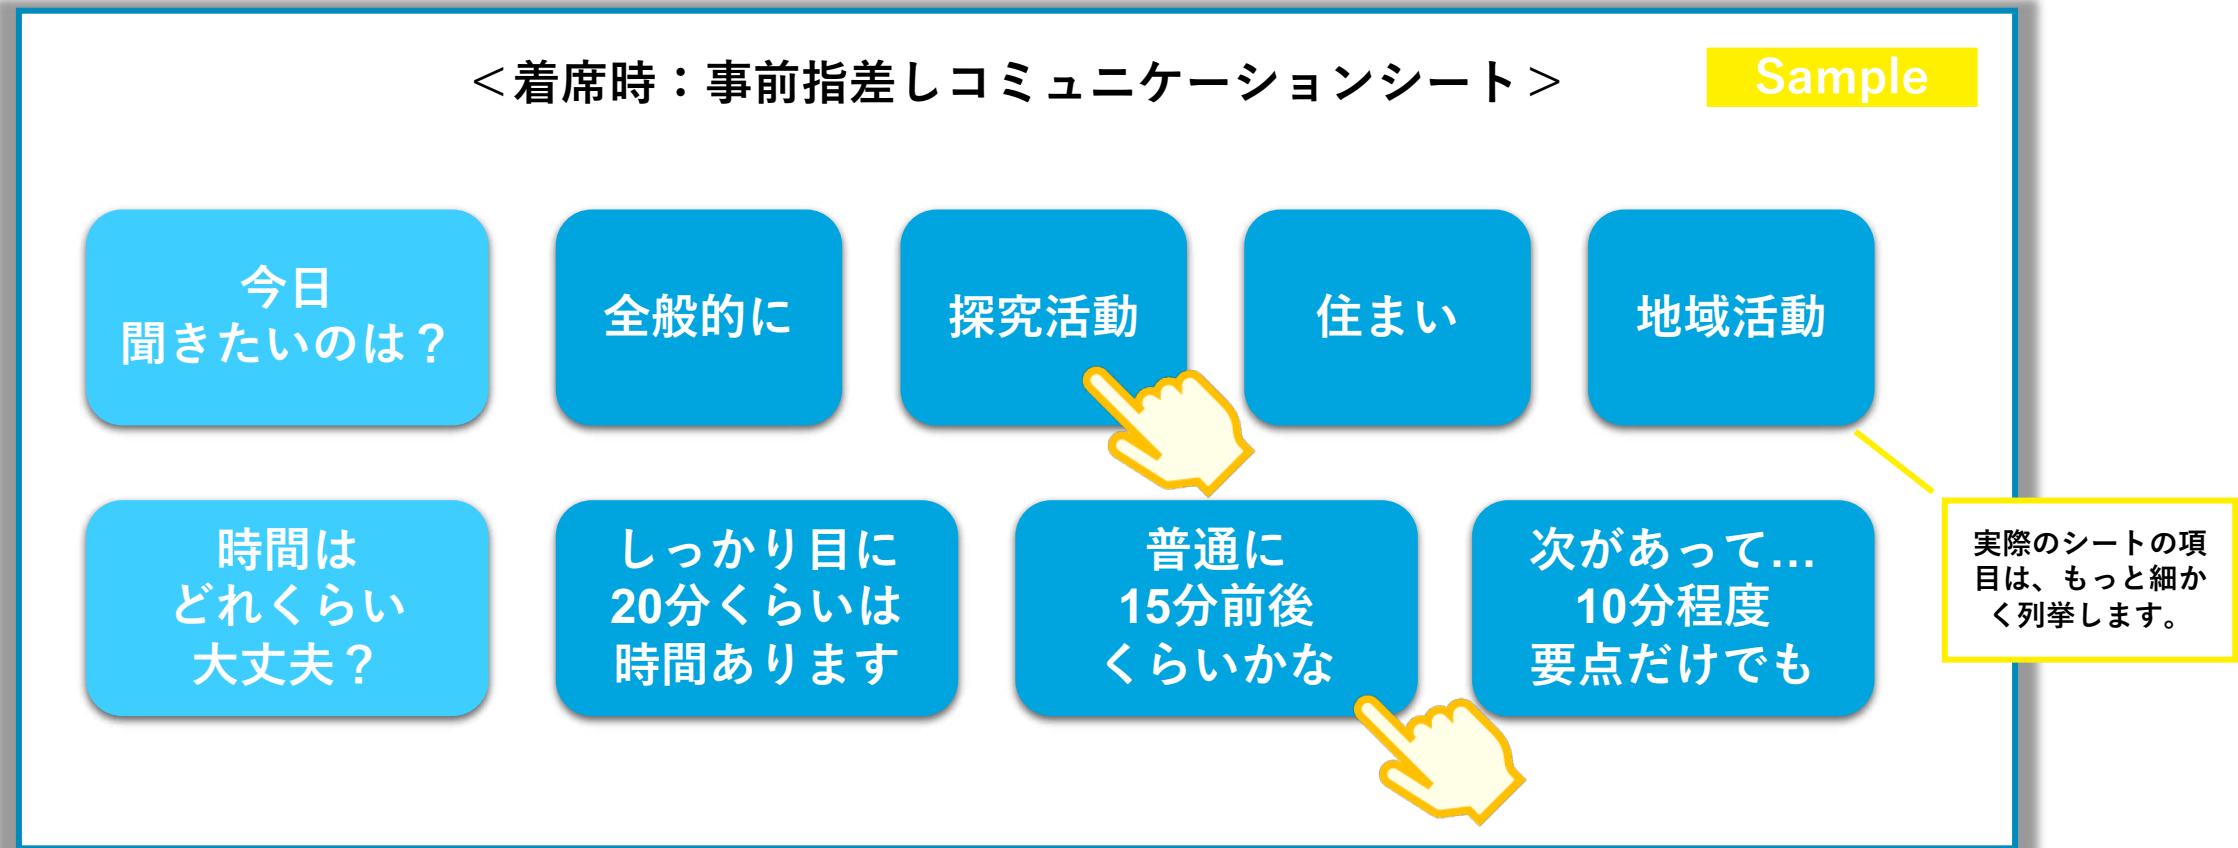 ＜着席時：事前指差しコミュニケーションシート＞
Sample
今日
聞きたいのは？
全般的に
探究活動
住まい
地域活動
時間は
どれくらい
大丈夫？
しっかり目に
20分くらいは
時間あります
普通に
15分前後
くらいかな
次があって…
10分程度
要点だけでも
実際のシートの項
目は、もっと細か
く列挙します。